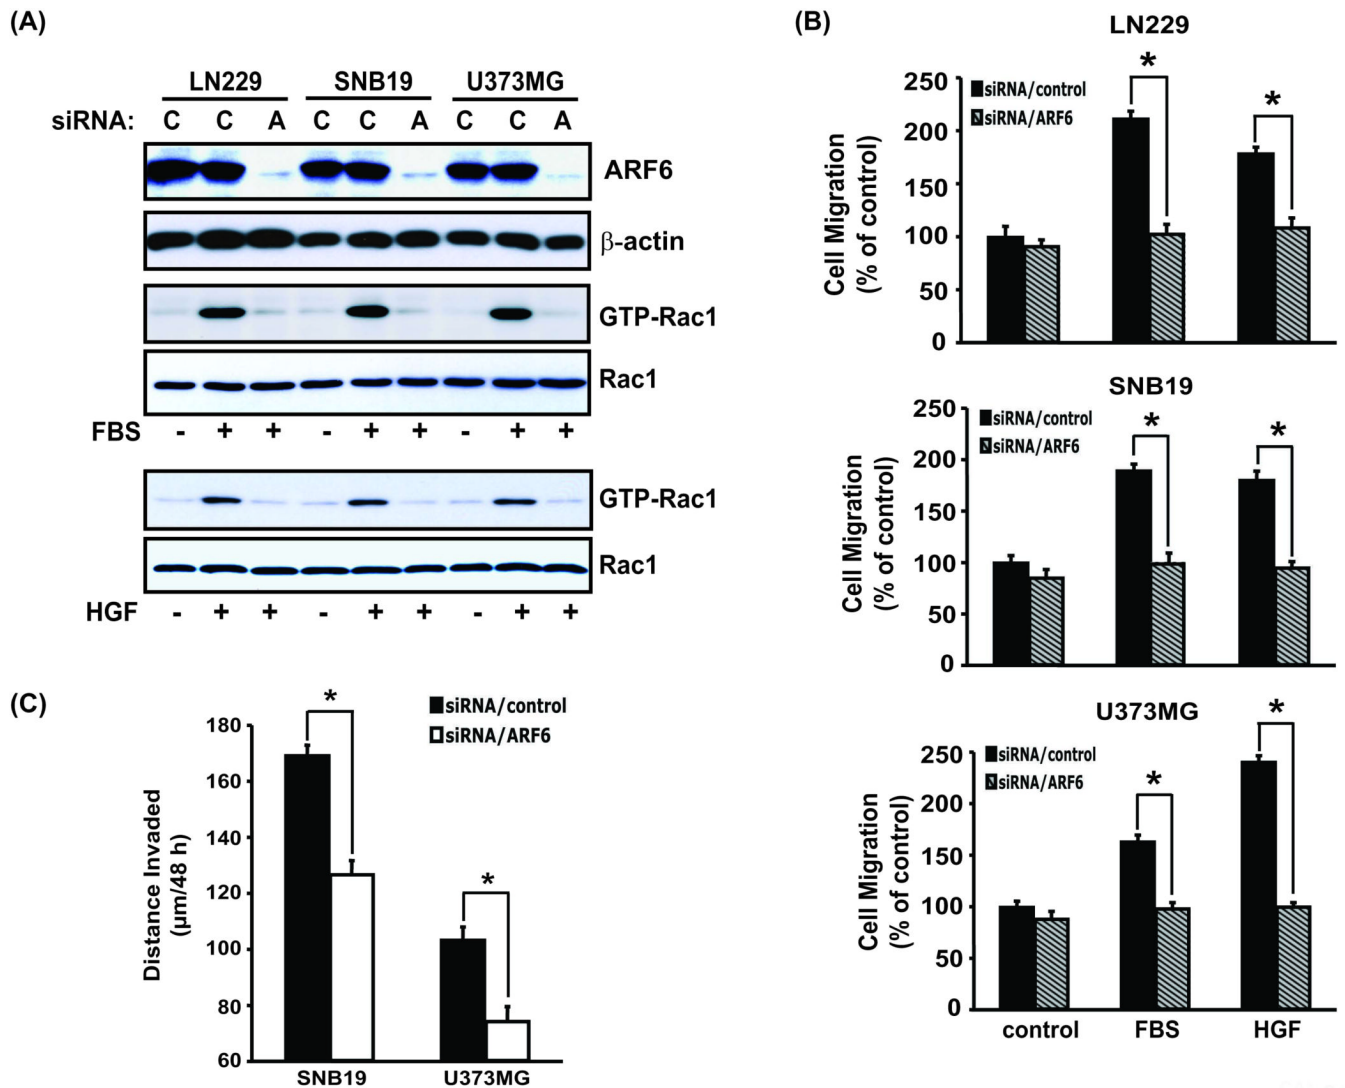 (A)
LN229 SNB19 U373MG
siRNA: C C A C C A C C A
ARF6
β-actin
GTP-Rac1
Rac1
FBS - + + - + + - + +
GTP-Rac1
Rac1
HGF - + + - + + - + +
(B)
LN229
Cell Migration
(% of control)
250
200
150
100
50
0
siRNA/control
siRNA/ARF6
*
*
SNB19
Cell Migration
(% of control)
250
200
150
100
50
0
siRNA/control
siRNA/ARF6
*
*
U373MG
Cell Migration
(% of control)
250
200
150
100
50
0
siRNA/control
siRNA/ARF6
*
*
control FBS HGF
(C)
Distance Invaded
(µm/48 h)
180
160
140
120
100
80
60
siRNA/control
siRNA/ARF6
*
*
SNB19 U373MG